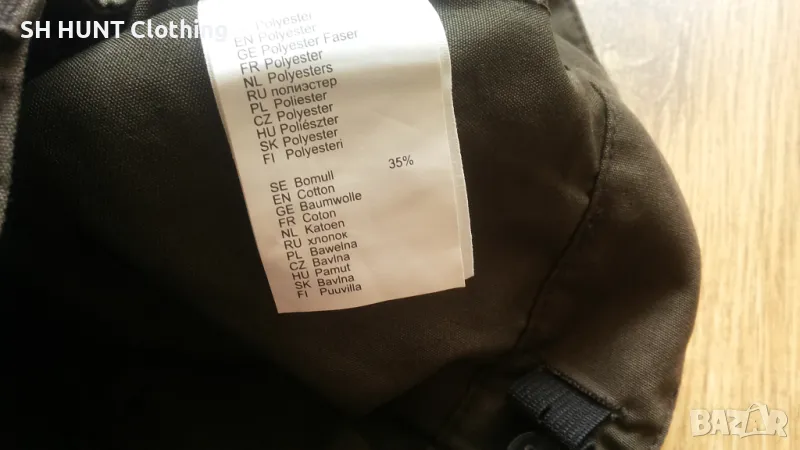 SH HUNT Clothing
Polyester
EN Polyester
GE Polyester Faser
FR Polyester
NL Polyesters
RU полиэстер
PL Poliester
CZ Polyester
HU Poliészter
SK Polyester
FI Polyesteri
35%
SE Bomull
EN Cotton
GE Baumwolle
FR Coton
NL Katoen
RU хлопок
PL Bawełna
CZ Bavlna
HU Pamut
SK Bavlna
FI Puuvilla
BAZAR